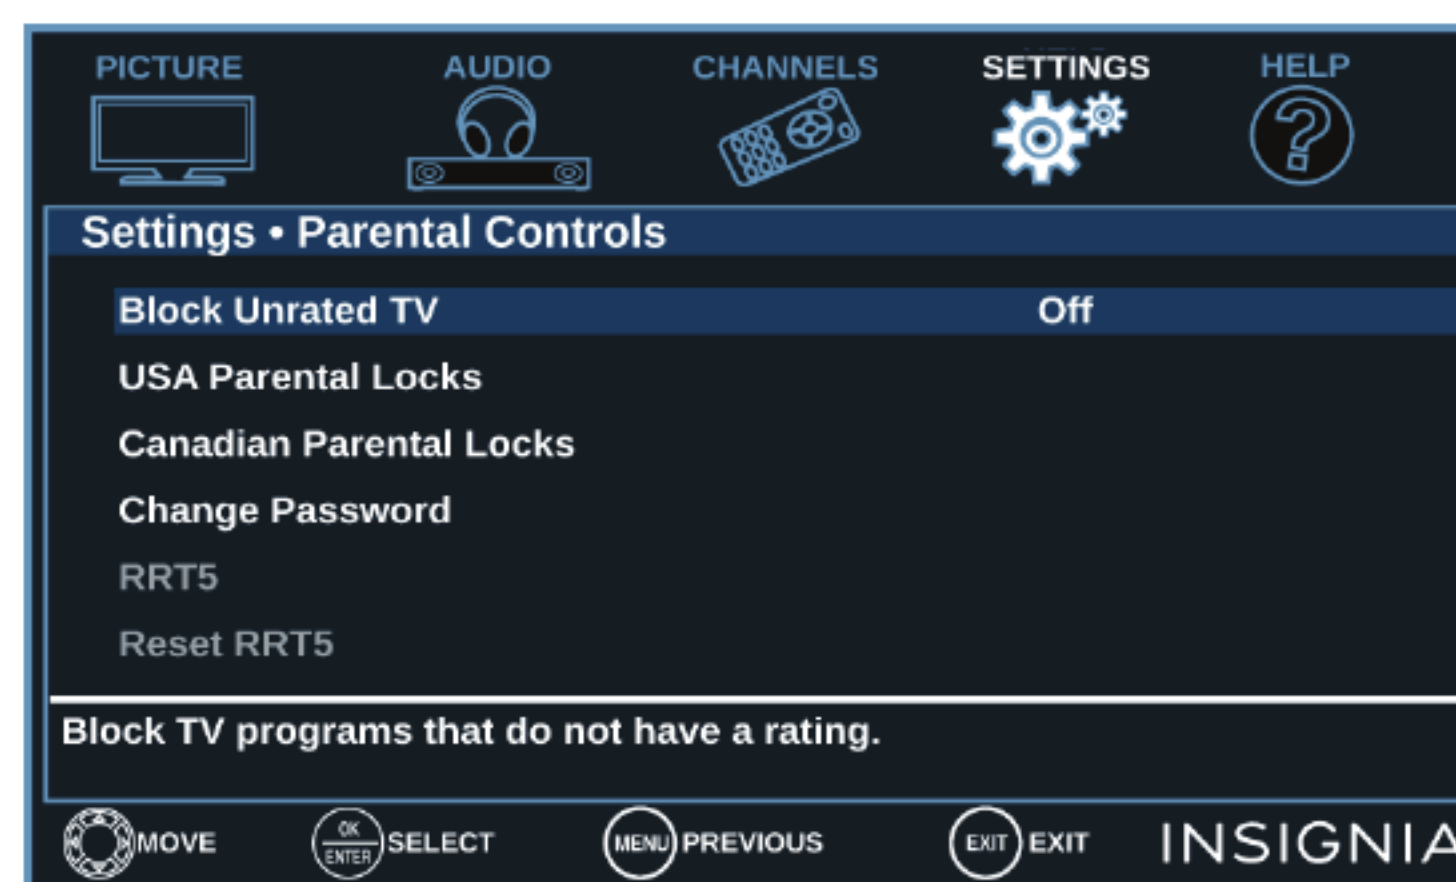 PICTURE AUDIO CHANNELS SETTINGS HELP
?
Settings • Parental Controls
Block Unrated TV Off
USA Parental Locks
Canadian Parental Locks
Change Password
RRT5
Reset RRT5
Block TV programs that do not have a rating.
MOVE OK ENTER SELECT MENU PREVIOUS EXIT EXIT INSIGNIA